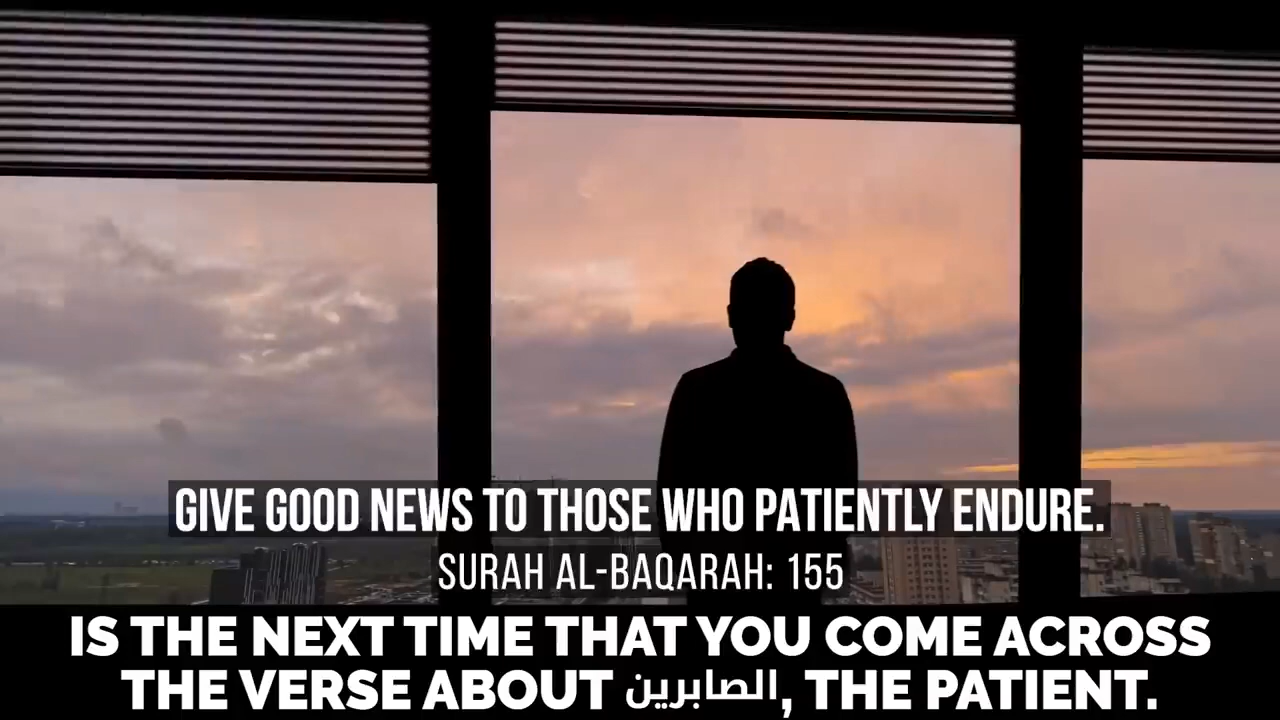 GIVE GOOD NEWS TO THOSE WHO PATIENTLY ENDURE.
SURAH AL-BAQARAH: 155
IS THE NEXT TIME THAT YOU COME ACROSS
THE VERSE ABOUT الصابرين, THE PATIENT.